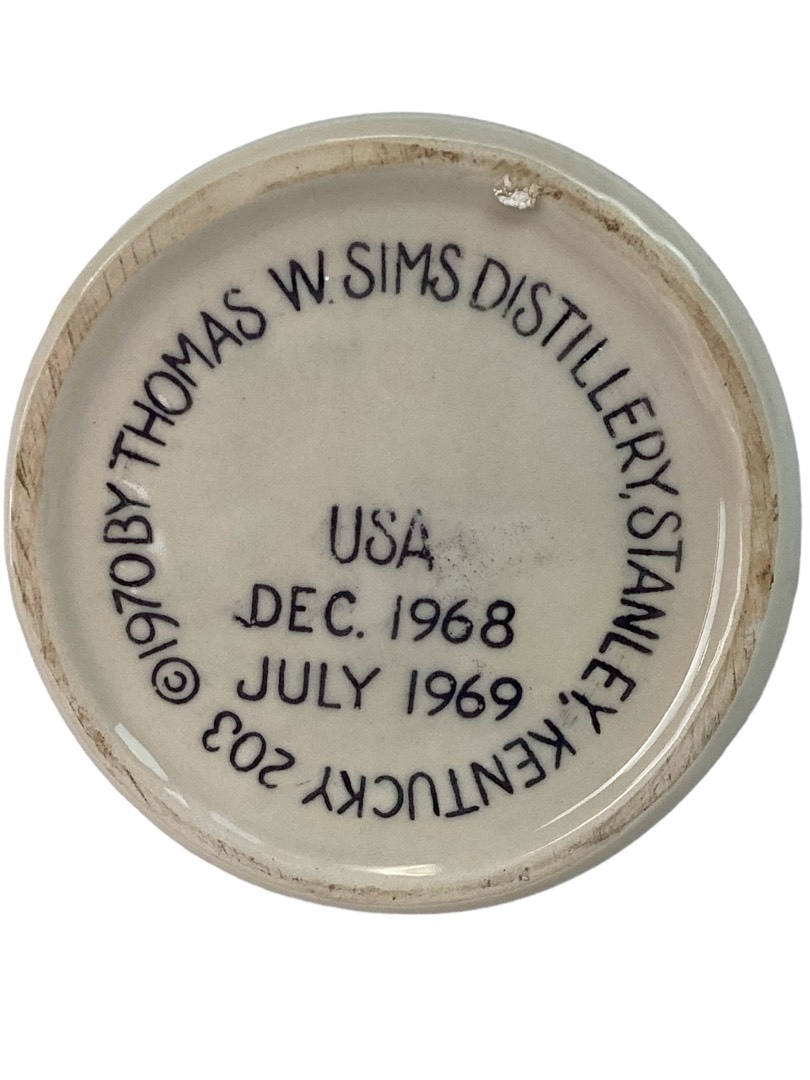 ©1970 BY THOMAS W. SIMS DISTILLERY, STANLEY, KENTUCKY 203
USA
DEC. 1968
JULY 1969